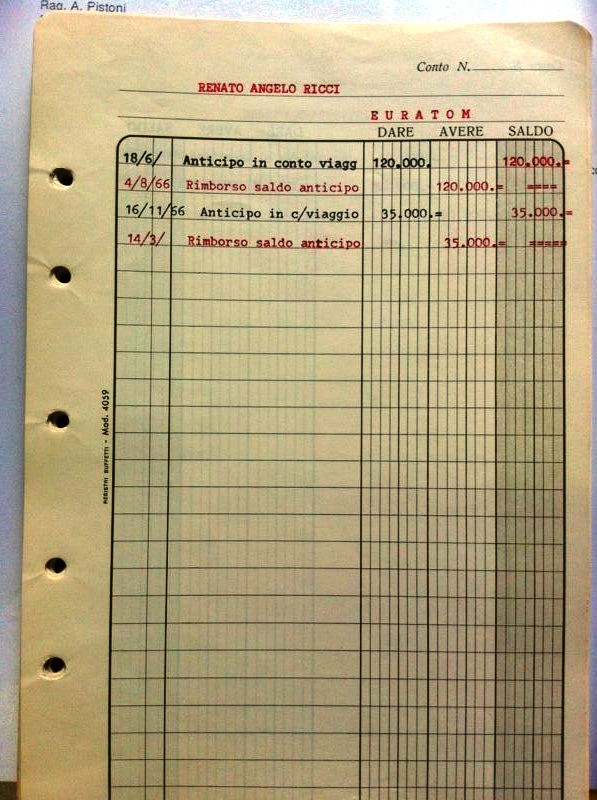 Rag. A. Pistoni
Conto N.
RENATO ANGELO RICCI
EURATOM
DARE AVERE SALDO
18/6/ Anticipo in conto viagg 120.000. 120.000.=
4/8/66 Rimborso saldo anticipo 120.000.= ====
16/11/66 Anticipo in c/viaggio 35.000.= 35.000.=
14/3/ Rimborso saldo anticipo 35.000.= =====
REGISTRI BUFFETTI - Mod. 4059